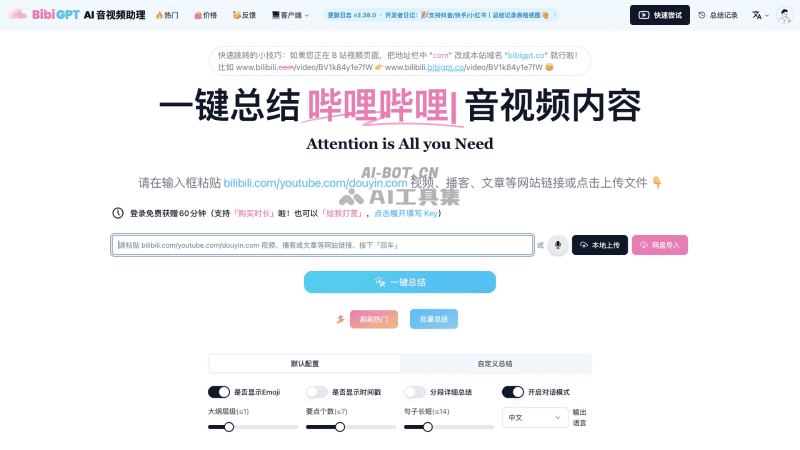 BibiGPT AI 音视频助理
热门
价格
反馈
客户端
更新日志 v2.38.0 · 开发者日记：支持抖音/快手/小红书 | 总结记录表格视图
快速尝试
总结记录
快速跳转的小技巧：如果您正在 B 站视频页面，把地址栏中 "com" 改成本站域名 "bibigpt.co" 就行啦！
比如 www.bilibili.com/video/BV1k84y1e7fW 👉 www.bilibili.bibigpt.co/video/BV1k84y1e7fW
一键总结 哔哩哔哩| 音视频内容
Attention is All you Need
AI-BOT.CN
请在输入框粘贴 bilibili.com/youtube.com/douyin.com 视频、播客、文章等网站链接或点击上传文件 👇
AI工具集
登录免费获赠60分钟（支持「购买时长」啦！也可以「给我打赏」，点击展开填写 Key）
请粘贴 bilibili.com/youtube.com/douyin.com 视频、播客或文章等网站链接，按下「回车」
或
本地上传
网盘导入
一键总结
刷刷热门
批量总结
默认配置
自定义总结
是否显示Emoji
是否显示时间戳
分段详细总结
开启对话模式
大纲层级(≤1)
要点个数(≤7)
句子长短(≤14)
中文
输出
语言